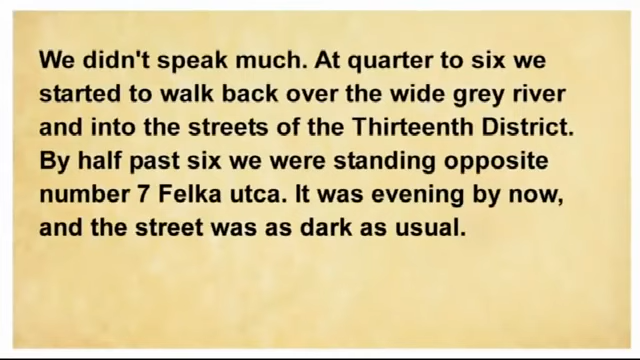 We didn't speak much. At quarter to six we
started to walk back over the wide grey river
and into the streets of the Thirteenth District.
By half past six we were standing opposite
number 7 Felka utca. It was evening by now,
and the street was as dark as usual.